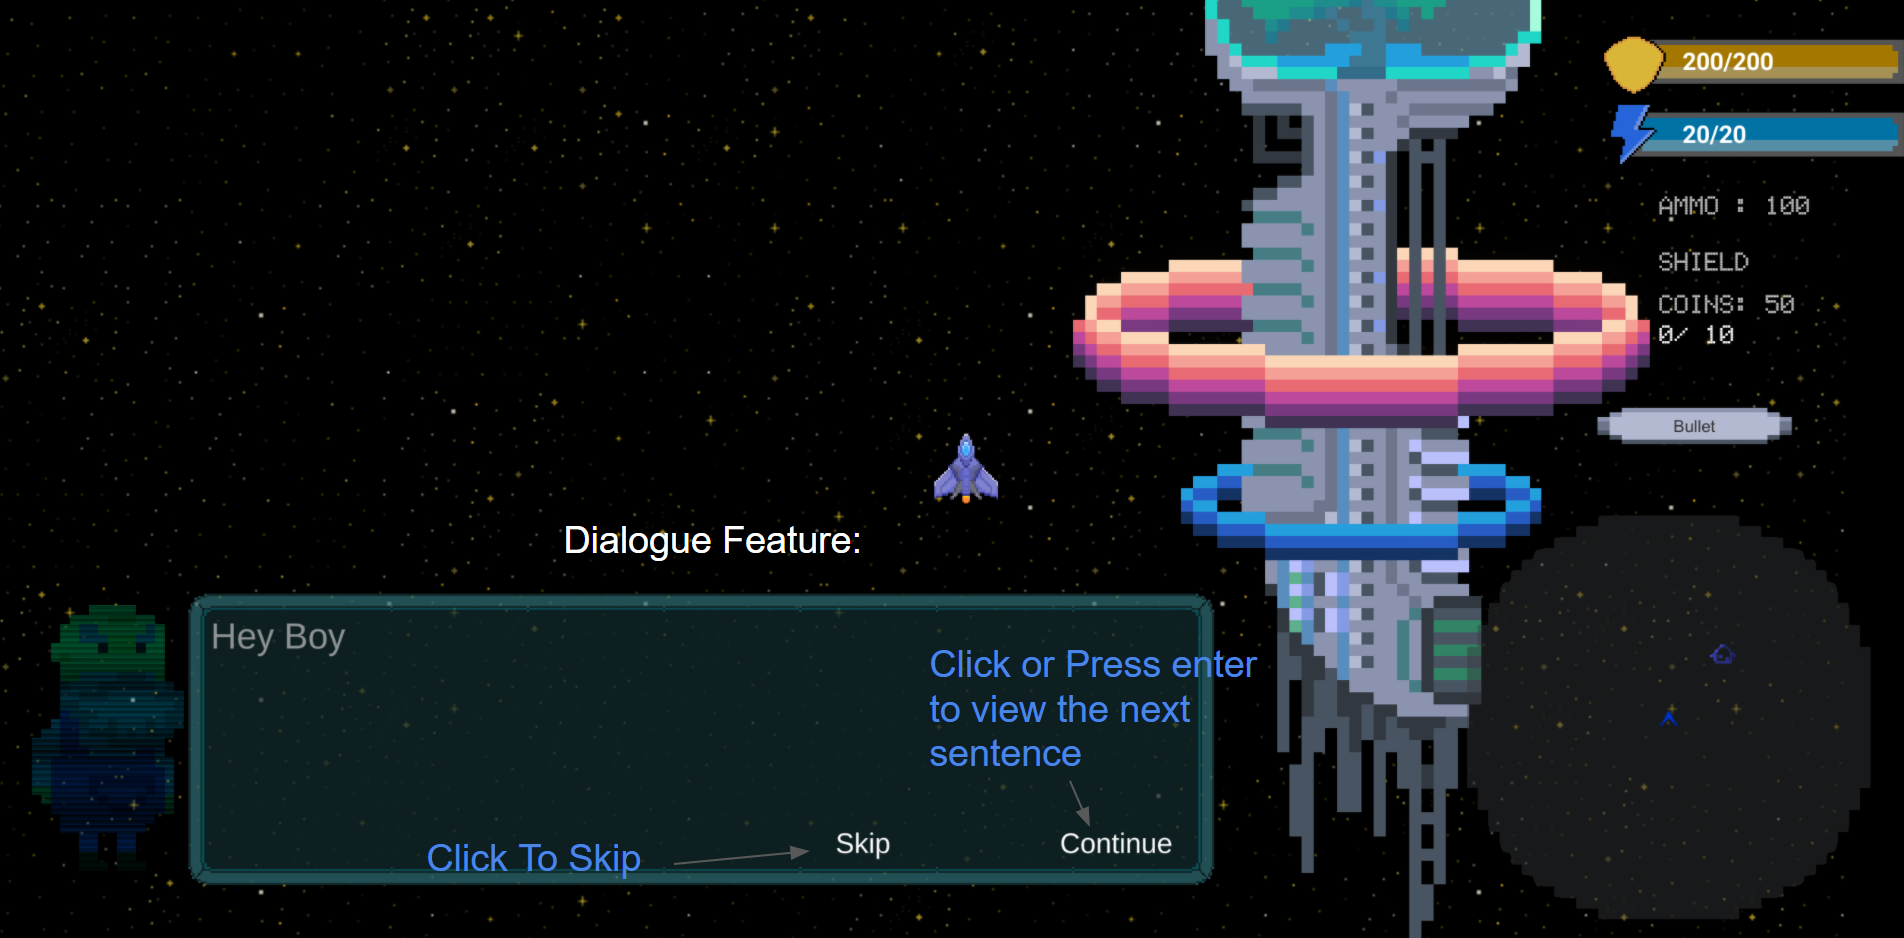 200/200
20/20
AMMO : 100
SHIELD
COINS: 50
0/ 10
Bullet
Dialogue Feature:
Hey Boy
Click or Press enter
to view the next
sentence
Skip
Continue
Click To Skip